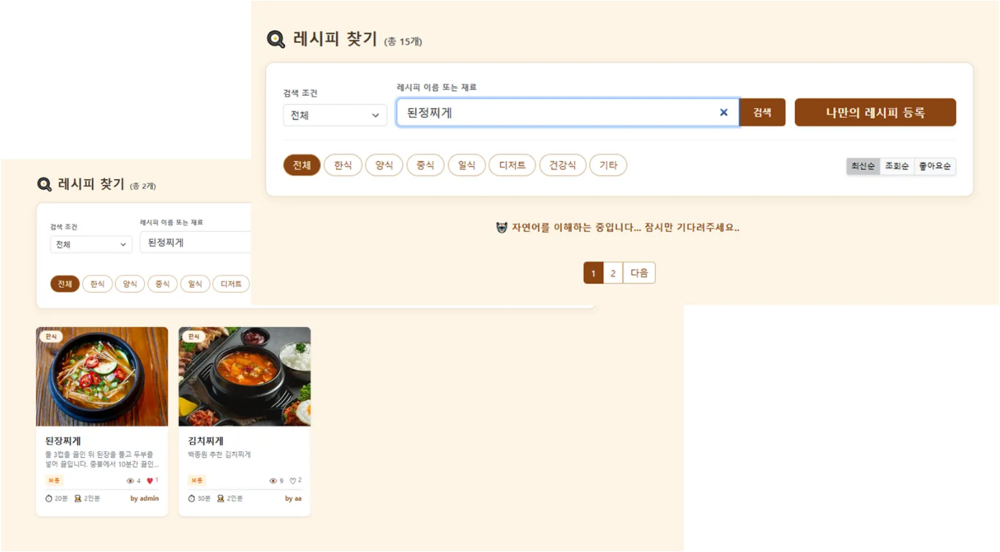 레시피 찾기 (총 15개)
검색 조건
레시피 이름 또는 재료
전체
된정찌게
검색
나만의 레시피 등록
전체 한식 양식 중식 일식 디저트 건강식 기타
최신순 조회순 좋아요순
자연어를 이해하는 중입니다... 잠시만 기다려주세요..
1 2 다음
레시피 찾기 (총 2개)
검색 조건
레시피 이름 또는 재료
전체
된정찌게
전체 한식 양식 중식 일식 디저트
한식
된장찌게
물 3컵을 끓인 뒤 된장을 풀고 두부를
넣어 끓입니다. 중불에서 10분간 끓인...
보통
4 1
20분 2인분 by admin
한식
김치찌게
백종원 추천 김치찌게
보통
9 2
30분 2인분 by aa